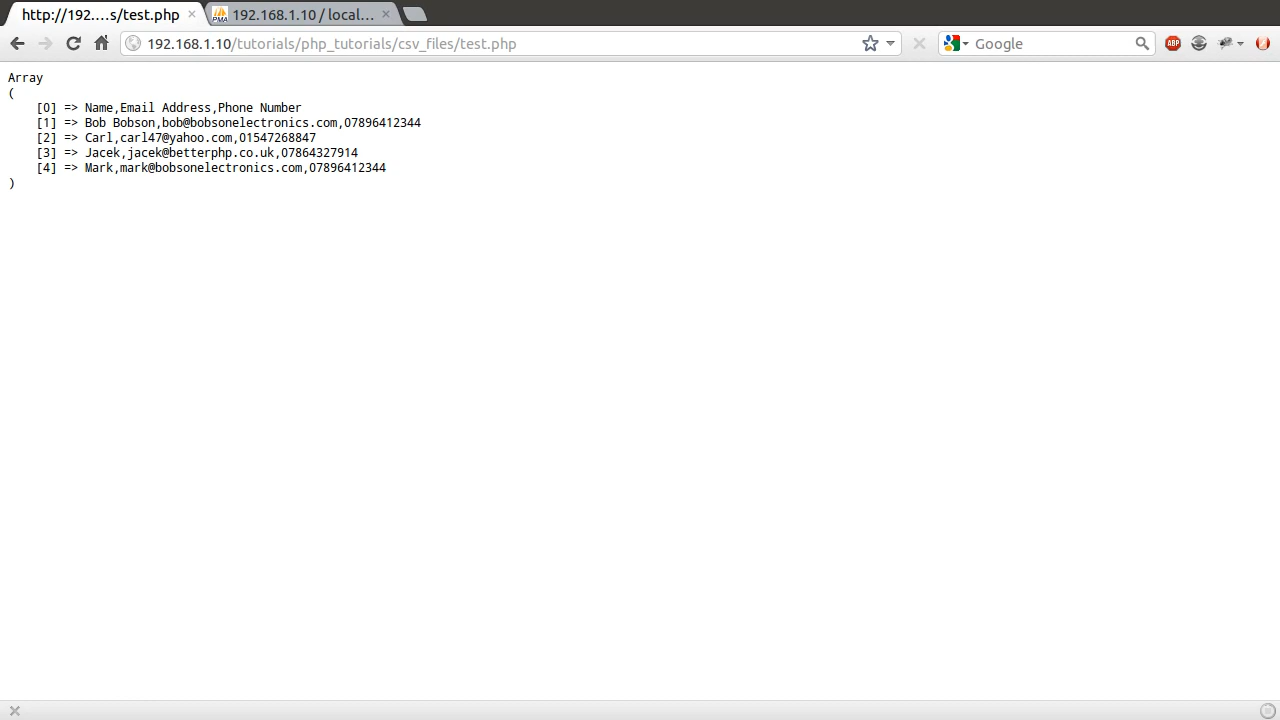 http://192....s/test.php
PMA 192.168.1.10 / local...
192.168.1.10/tutorials/php_tutorials/csv_files/test.php
Google
ABP
Array
(
    [0] => Name,Email Address,Phone Number
    [1] => Bob Bobson,bob@bobsonelectronics.com,07896412344
    [2] => Carl,carl47@yahoo.com,01547268847
    [3] => Jacek,jacek@betterphp.co.uk,07864327914
    [4] => Mark,mark@bobsonelectronics.com,07896412344
)